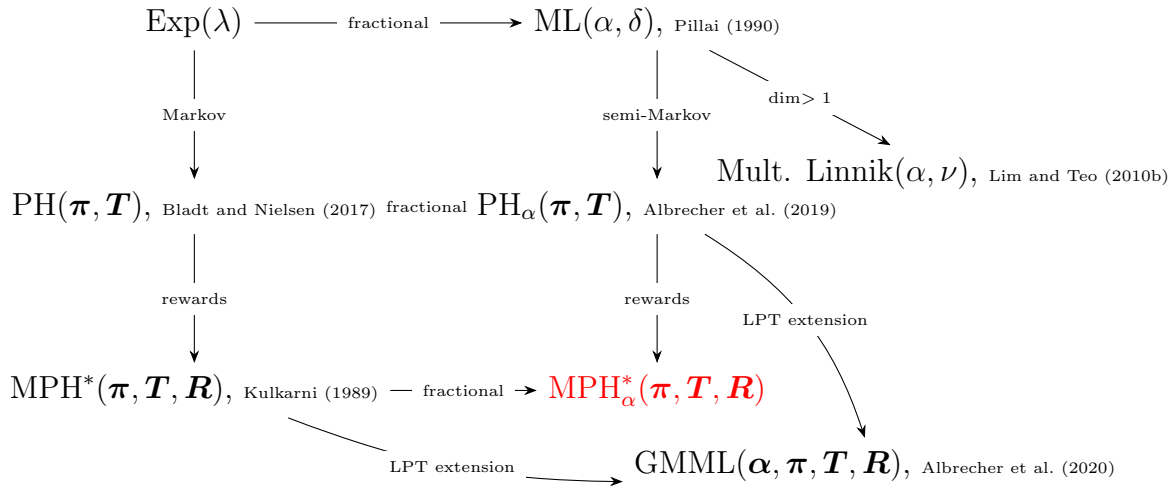 Exp(λ) fractional ML(α, δ), Pillai (1990)
dim> 1
Markov semi-Markov
Mult. Linnik(α, ν), Lim and Teo (2010b)
PH(π, T), Bladt and Nielsen (2017) fractional PH_α(π, T), Albrecher et al. (2019)
rewards rewards
LPT extension
MPH*(π, T, R), Kulkarni (1989) fractional MPH*_α(π, T, R)
LPT extension GMML(α, π, T, R), Albrecher et al. (2020)